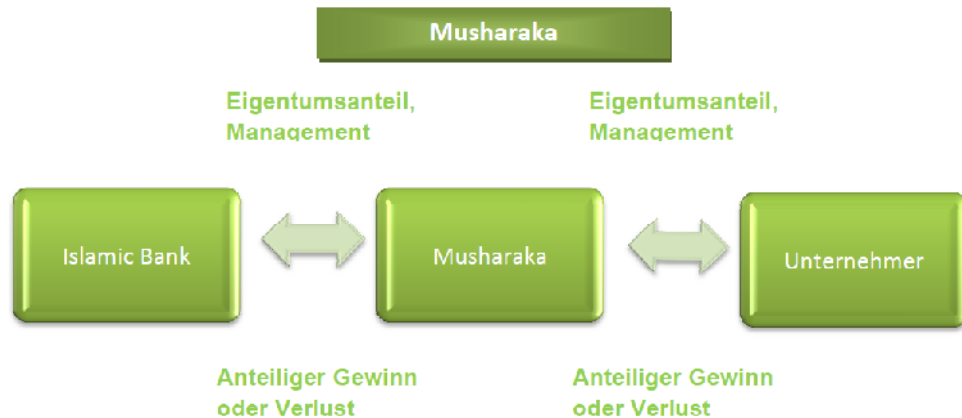 Musharaka
Eigentumsanteil,
Management
Eigentumsanteil,
Management
Islamic Bank
Musharaka
Unternehmer
Anteiliger Gewinn
oder Verlust
Anteiliger Gewinn
oder Verlust